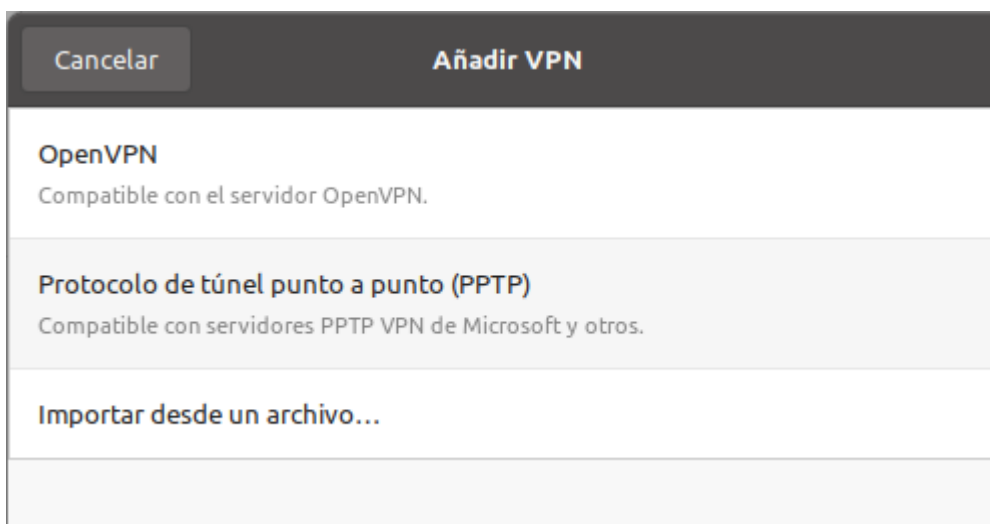 Cancelar
Añadir VPN
OpenVPN
Compatible con el servidor OpenVPN.
Protocolo de túnel punto a punto (PPTP)
Compatible con servidores PPTP VPN de Microsoft y otros.
Importar desde un archivo…